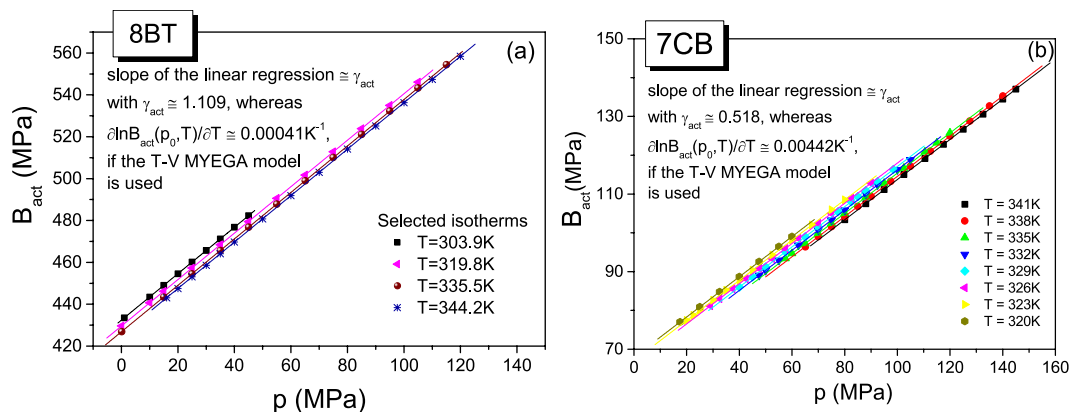 8BT
(a)
slope of the linear regression ≅ γact
with γact ≅ 1.109, whereas
∂lnBact(p0,T)/∂T ≅ 0.00041K-1,
if the T-V MYEGA model
is used
Selected isotherms
T=303.9K
T=319.8K
T=335.5K
T=344.2K
Bact (MPa)
560
540
520
500
480
460
440
420
0 20 40 60 80 100 120 140
p (MPa)
7CB
(b)
slope of the linear regression ≅ γact
with γact ≅ 0.518, whereas
∂lnBact(p0,T)/∂T ≅ 0.00442K-1,
if the T-V MYEGA model
is used
T = 341K
T = 338K
T = 335K
T = 332K
T = 329K
T = 326K
T = 323K
T = 320K
Bact(MPa)
150
130
110
90
70
0 20 40 60 80 100 120 140 160
p (MPa)